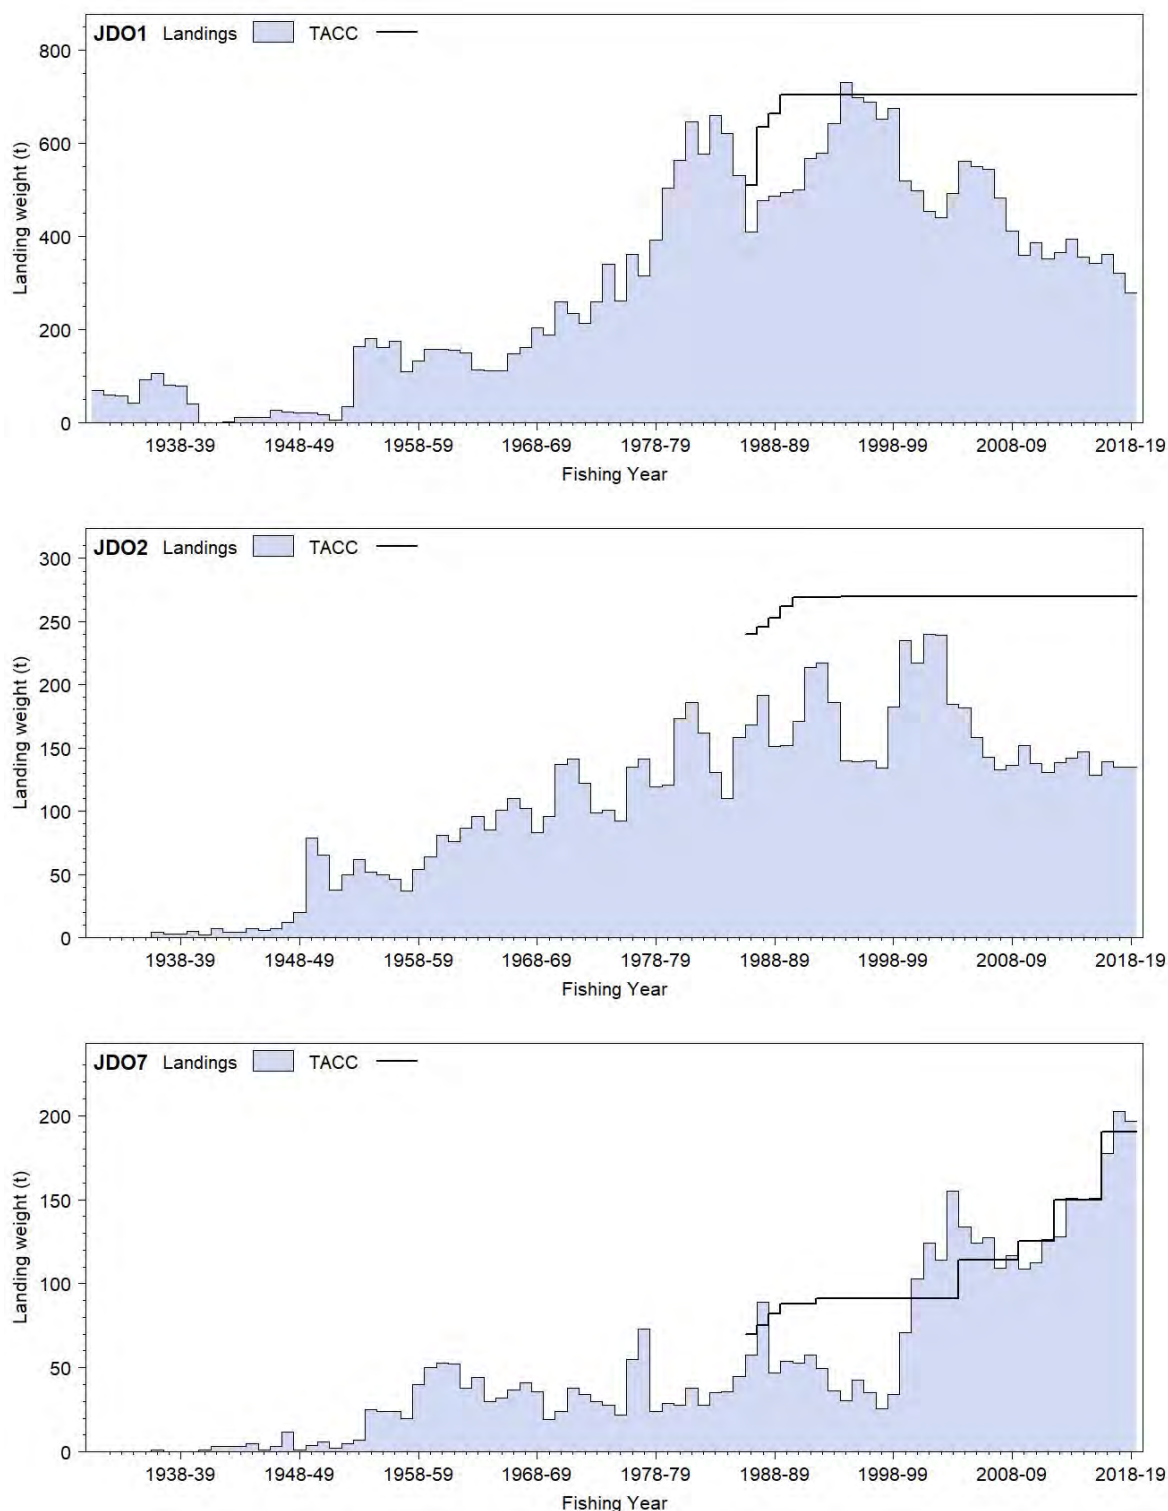 JDO1 Landings TACC
Landing weight (t)
800
600
400
200
0
1938-39 1948-49 1958-59 1968-69 1978-79 1988-89 1998-99 2008-09 2018-19
Fishing Year
JDO2 Landings TACC
Landing weight (t)
300
250
200
150
100
50
0
1938-39 1948-49 1958-59 1968-69 1978-79 1988-89 1998-99 2008-09 2018-19
Fishing Year
JDO7 Landings TACC
Landing weight (t)
200
150
100
50
0
1938-39 1948-49 1958-59 1968-69 1978-79 1988-89 1998-99 2008-09 2018-19
Fishing Year